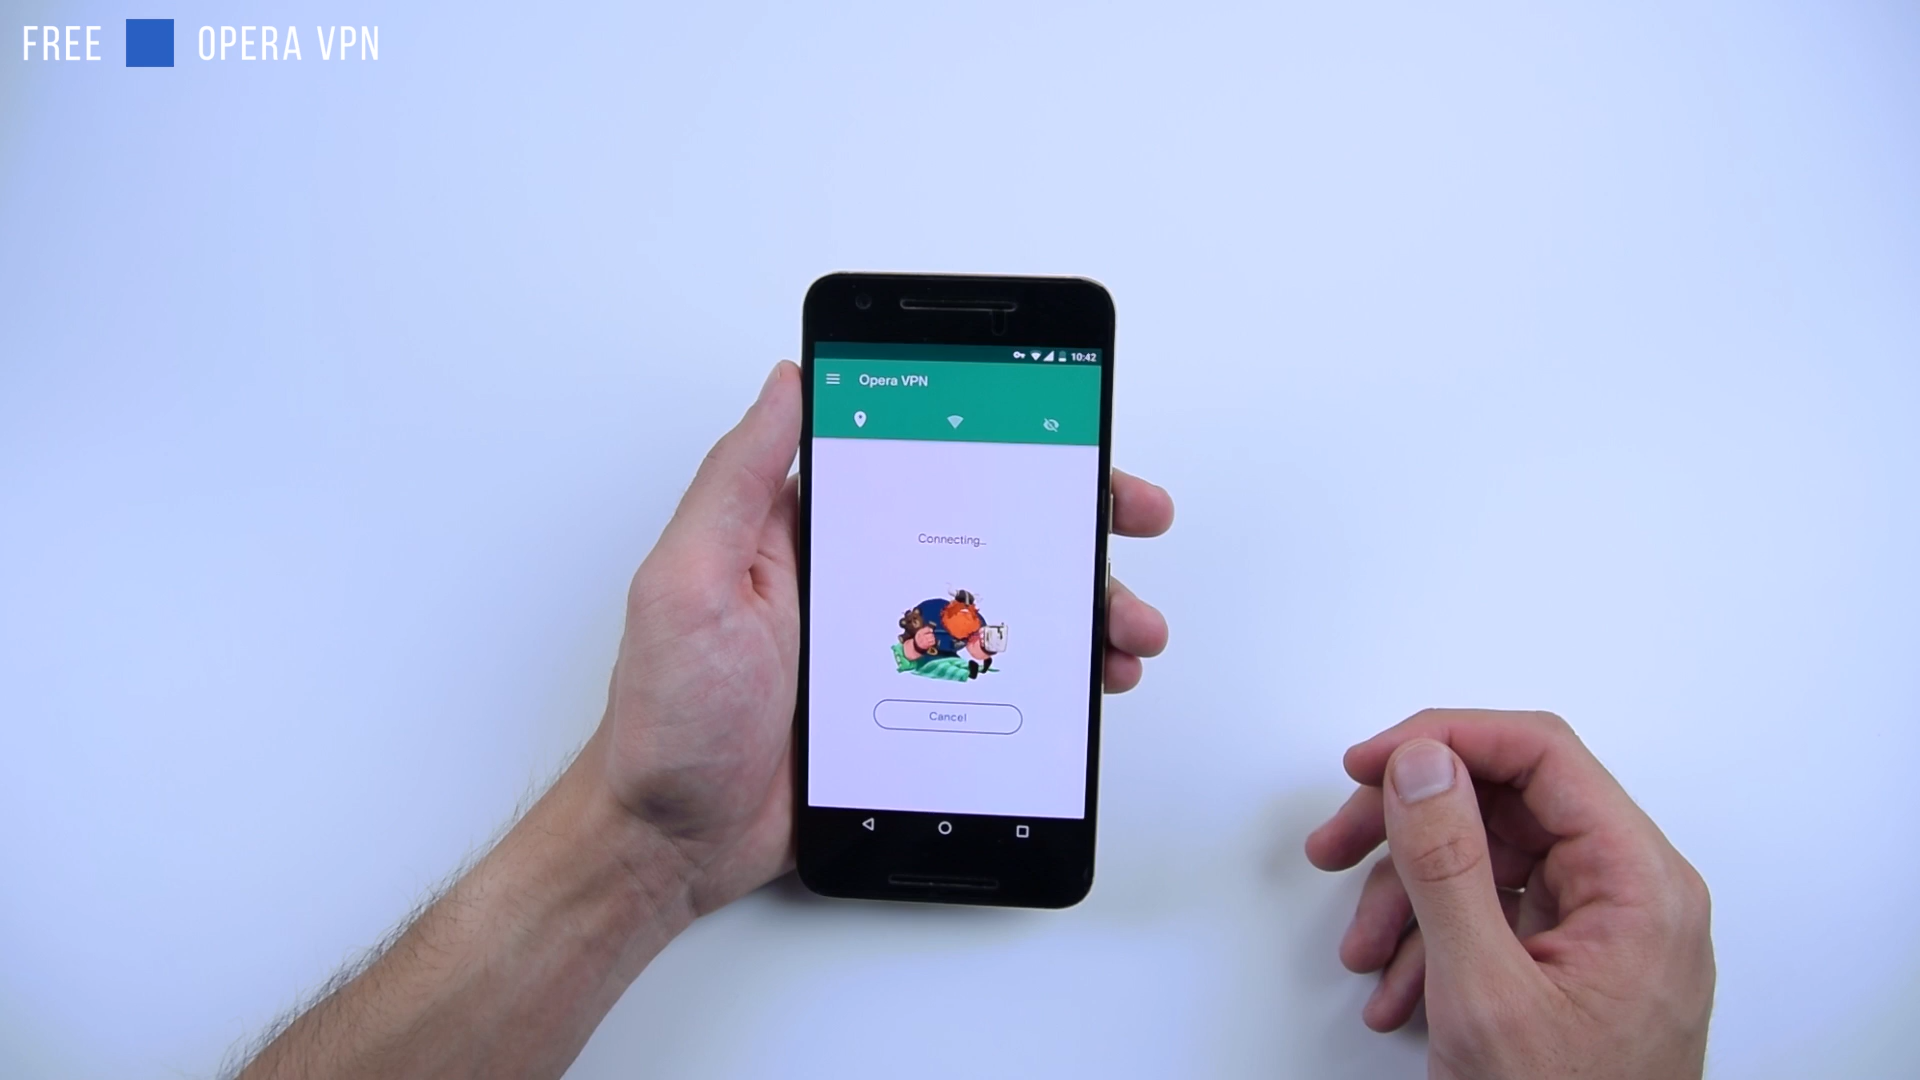 FREE OPERA VPN
10:42
Opera VPN
Connecting...
Cancel